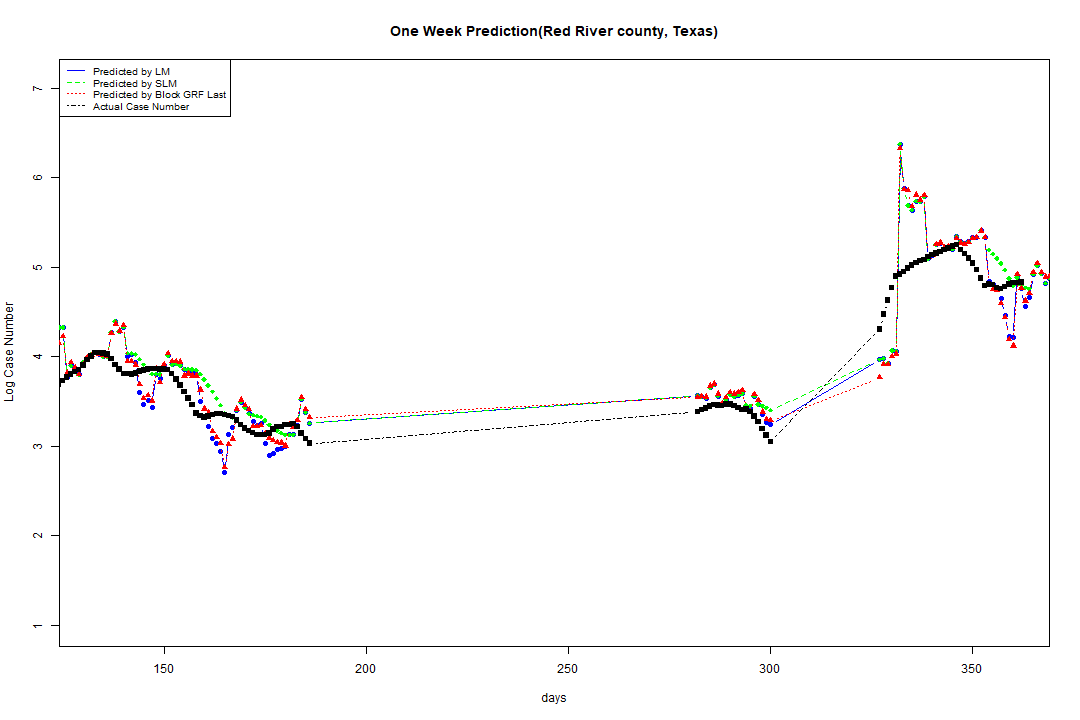 One Week Prediction(Red River county, Texas)
Predicted by LM
Predicted by SLM
Predicted by Block GRF Last
Actual Case Number
Log Case Number
7
6
5
4
3
2
1
150 200 250 300 350
days